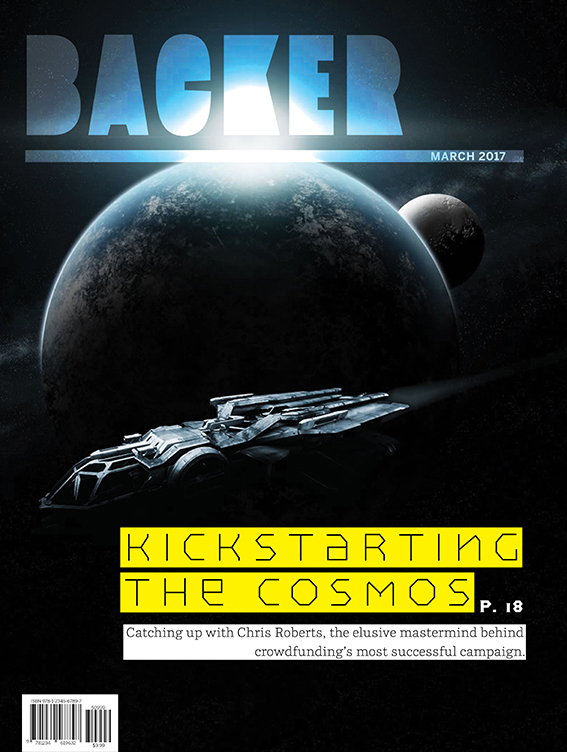 BACKER
MARCH 2017
KICKSTARTING
THE COSMOS P. 18
Catching up with Chris Roberts, the elusive mastermind behind
crowdfunding's most successful campaign.
50999
$9.99